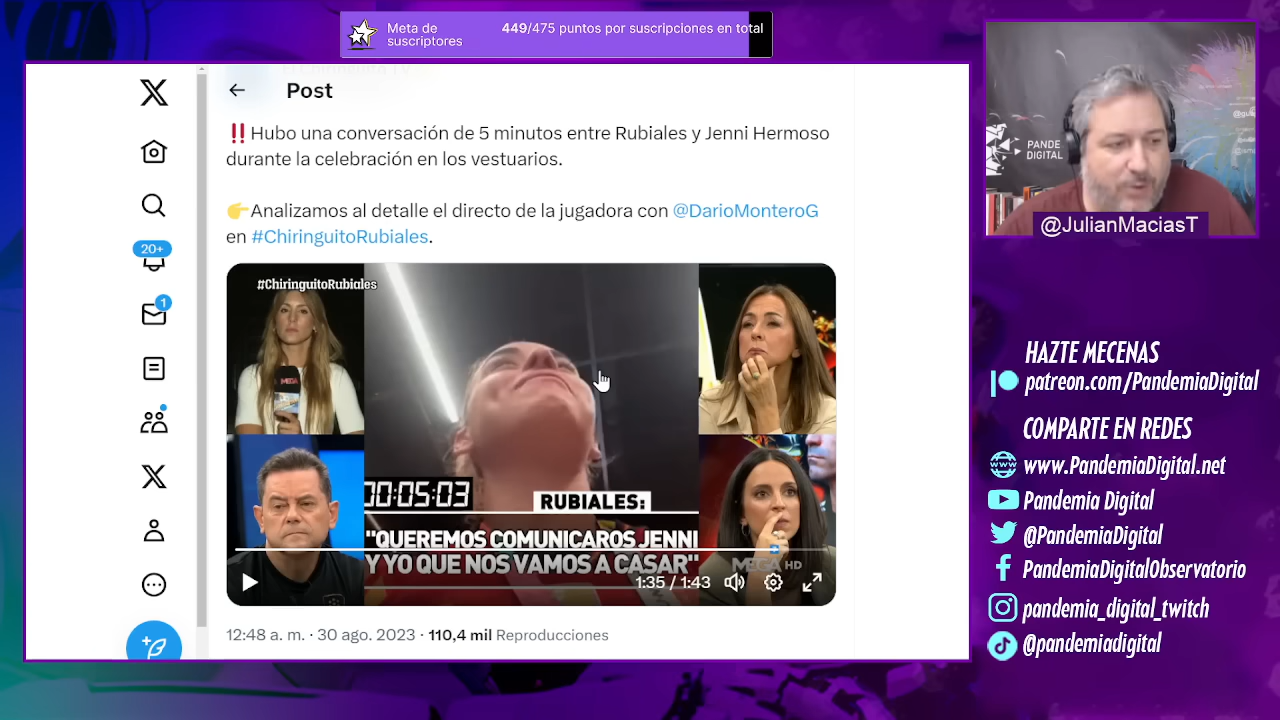 Meta de
suscriptores
449/475 puntos por suscripciones en total
Post
‼️Hubo una conversación de 5 minutos entre Rubiales y Jenni Hermoso
durante la celebración en los vestuarios.
👉Analizamos al detalle el directo de la jugadora con @DarioMonteroG
en #ChiringuitoRubiales.
#ChiringuitoRubiales
MEGA
00:05:03
RUBIALES:
"QUEREMOS COMUNICAROS JENNI
Y YO QUE NOS VAMOS A CASAR"
MEGA HD
1:35 / 1:43
12:48 a. m. · 30 ago. 2023 · 110,4 mil Reproducciones
20+
1
PANDE
DIGITAL
@JulianMaciasT
HAZTE MECENAS
patreon.com/PandemiaDigital
COMPARTE EN REDES
www.PandemiaDigital.net
Pandemia Digital
@PandemiaDigital
PandemiaDigitalObservatorio
pandemia_digital_twitch
@pandemiadigital